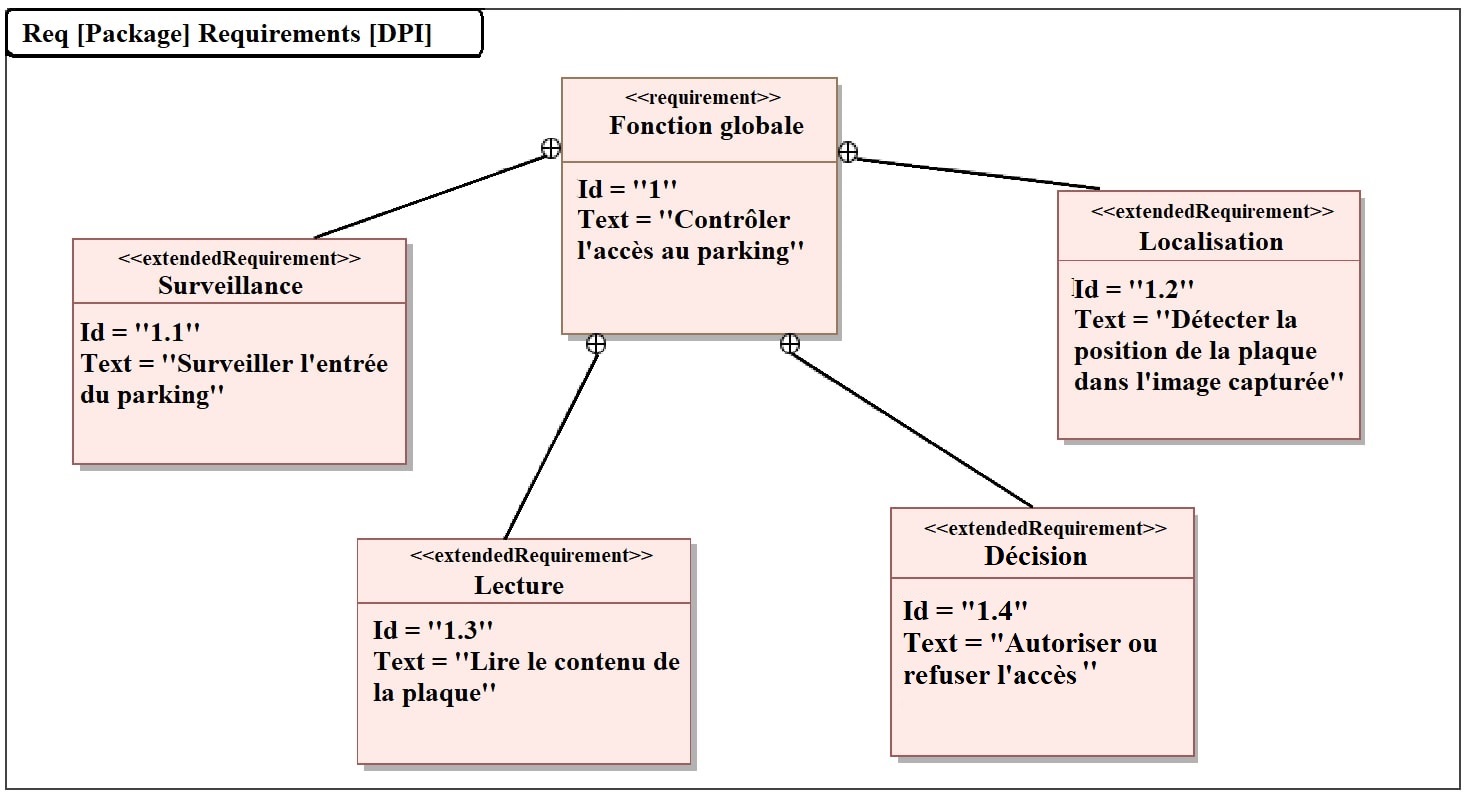 Req [Package] Requirements [DPI]
<<requirement>>
Fonction globale
Id = "1"
Text = "Contrôler
l'accès au parking"
<<extendedRequirement>>
Surveillance
Id = "1.1"
Text = "Surveiller l'entrée
du parking"
<<extendedRequirement>>
Localisation
Id = "1.2"
Text = "Détecter la
position de la plaque
dans l'image capturée"
<<extendedRequirement>>
Lecture
Id = "1.3"
Text = "Lire le contenu de
la plaque"
<<extendedRequirement>>
Décision
Id = "1.4"
Text = "Autoriser ou
refuser l'accès "